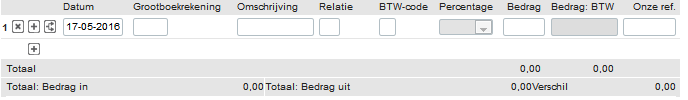 Datum Grootboekrekening Omschrijving Relatie BTW-code Percentage Bedrag Bedrag: BTW Onze ref.
1 17-05-2016
Totaal 0,00 0,00
Totaal: Bedrag in 0,00 Totaal: Bedrag uit 0,00 Verschil 0,00